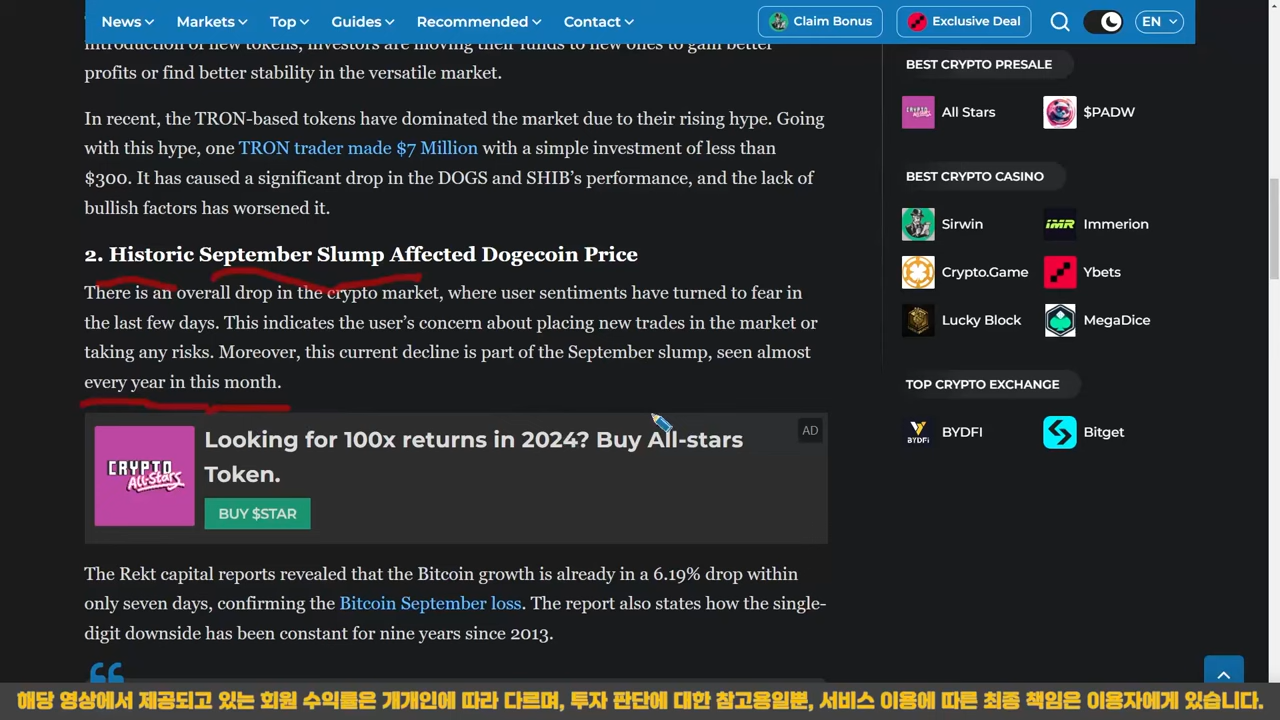 News Markets Top Guides Recommended Contact Claim Bonus Exclusive Deal EN
introduction of new tokens, investors are moving their funds to new ones to gain better
profits or find better stability in the versatile market.
In recent, the TRON-based tokens have dominated the market due to their rising hype. Going
with this hype, one TRON trader made $7 Million with a simple investment of less than
$300. It has caused a significant drop in the DOGS and SHIB's performance, and the lack of
bullish factors has worsened it.
2. Historic September Slump Affected Dogecoin Price
There is an overall drop in the crypto market, where user sentiments have turned to fear in
the last few days. This indicates the user's concern about placing new trades in the market or
taking any risks. Moreover, this current decline is part of the September slump, seen almost
every year in this month.
Looking for 100x returns in 2024? Buy All-stars
Token.
AD
CRYPTO
All-Stars
BUY $STAR
The Rekt capital reports revealed that the Bitcoin growth is already in a 6.19% drop within
only seven days, confirming the Bitcoin September loss. The report also states how the single-
digit downside has been constant for nine years since 2013.
BEST CRYPTO PRESALE
All Stars $PADW
BEST CRYPTO CASINO
Sirwin Immerion
Crypto.Game Ybets
Lucky Block MegaDice
TOP CRYPTO EXCHANGE
BYDFI BYDFI Bitget
해당 영상에서 제공되고 있는 회원 수익률은 개개인에 따라 다르며, 투자 판단에 대한 참고용일뿐, 서비스 이용에 따른 최종 책임은 이용자에게 있습니다.